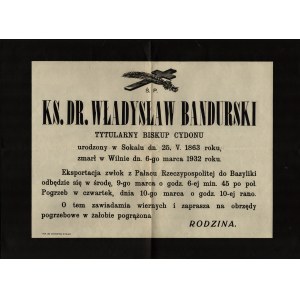 Ś. P.
KS. DR. WŁADYSŁAW BANDURSKI
TYTULARNY BISKUP CYDONU
urodzony w Sokalu dn. 25. V. 1863 roku,
zmarł w Wilnie dn. 6-go marca 1932 roku.
Eksportacja zwłok z Pałacu Rzeczypospolitej do Bazyliki
odbędzie się w środę, 9-go marca o godz. 6-ej min. 45 po poł
Pogrzeb w czwartek, dnia 10-go marca o godz. 10-ej rano.
O tem zawiadamia wiernych i zaprasza na obrzędy
pogrzebowe w żałobie pogrążona
RODZINA.